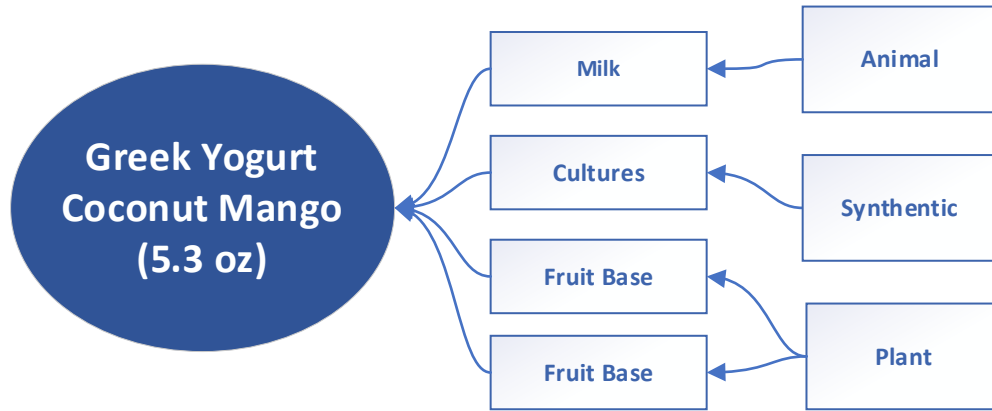 Greek Yogurt
Coconut Mango
(5.3 oz)
Milk
Cultures
Fruit Base
Fruit Base
Animal
Synthentic
Plant